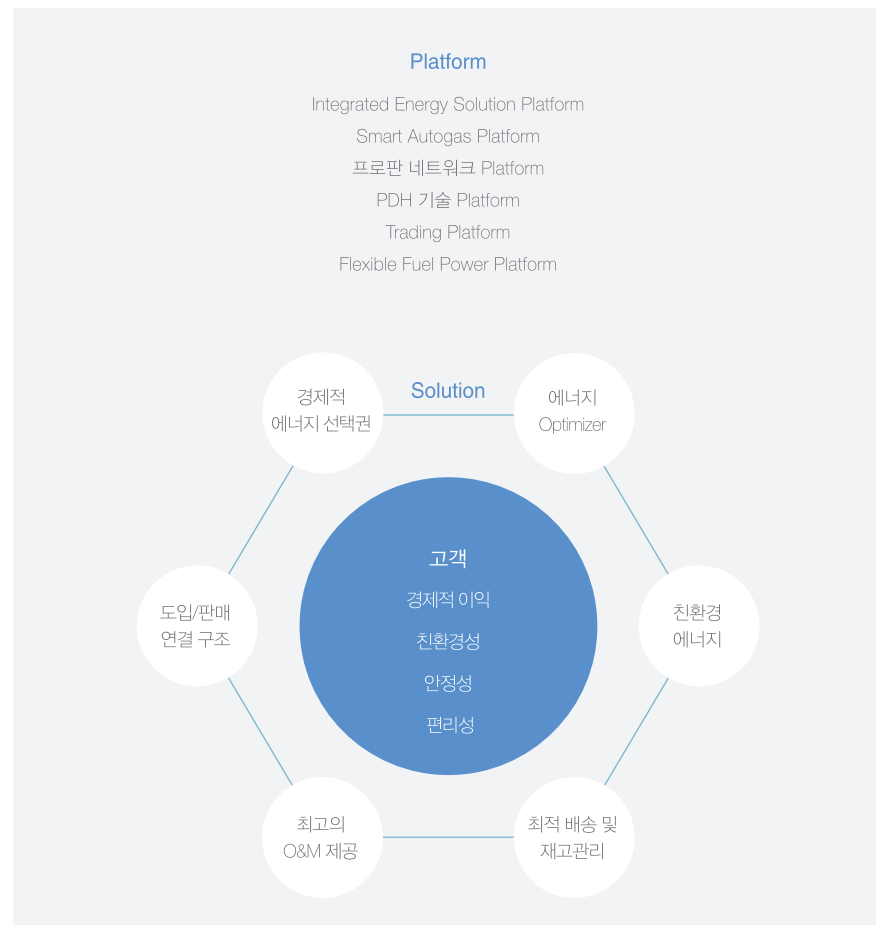 Platform
Integrated Energy Solution Platform
Smart Autogas Platform
프로판 네트워크 Platform
PDH 기술 Platform
Trading Platform
Flexible Fuel Power Platform
Solution
경제적
에너지 선택권
에너지
Optimizer
고객
경제적 이익
친환경성
안정성
편리성
도입/판매
연결 구조
친환경
에너지
최고의
O&M 제공
최적 배송 및
재고관리